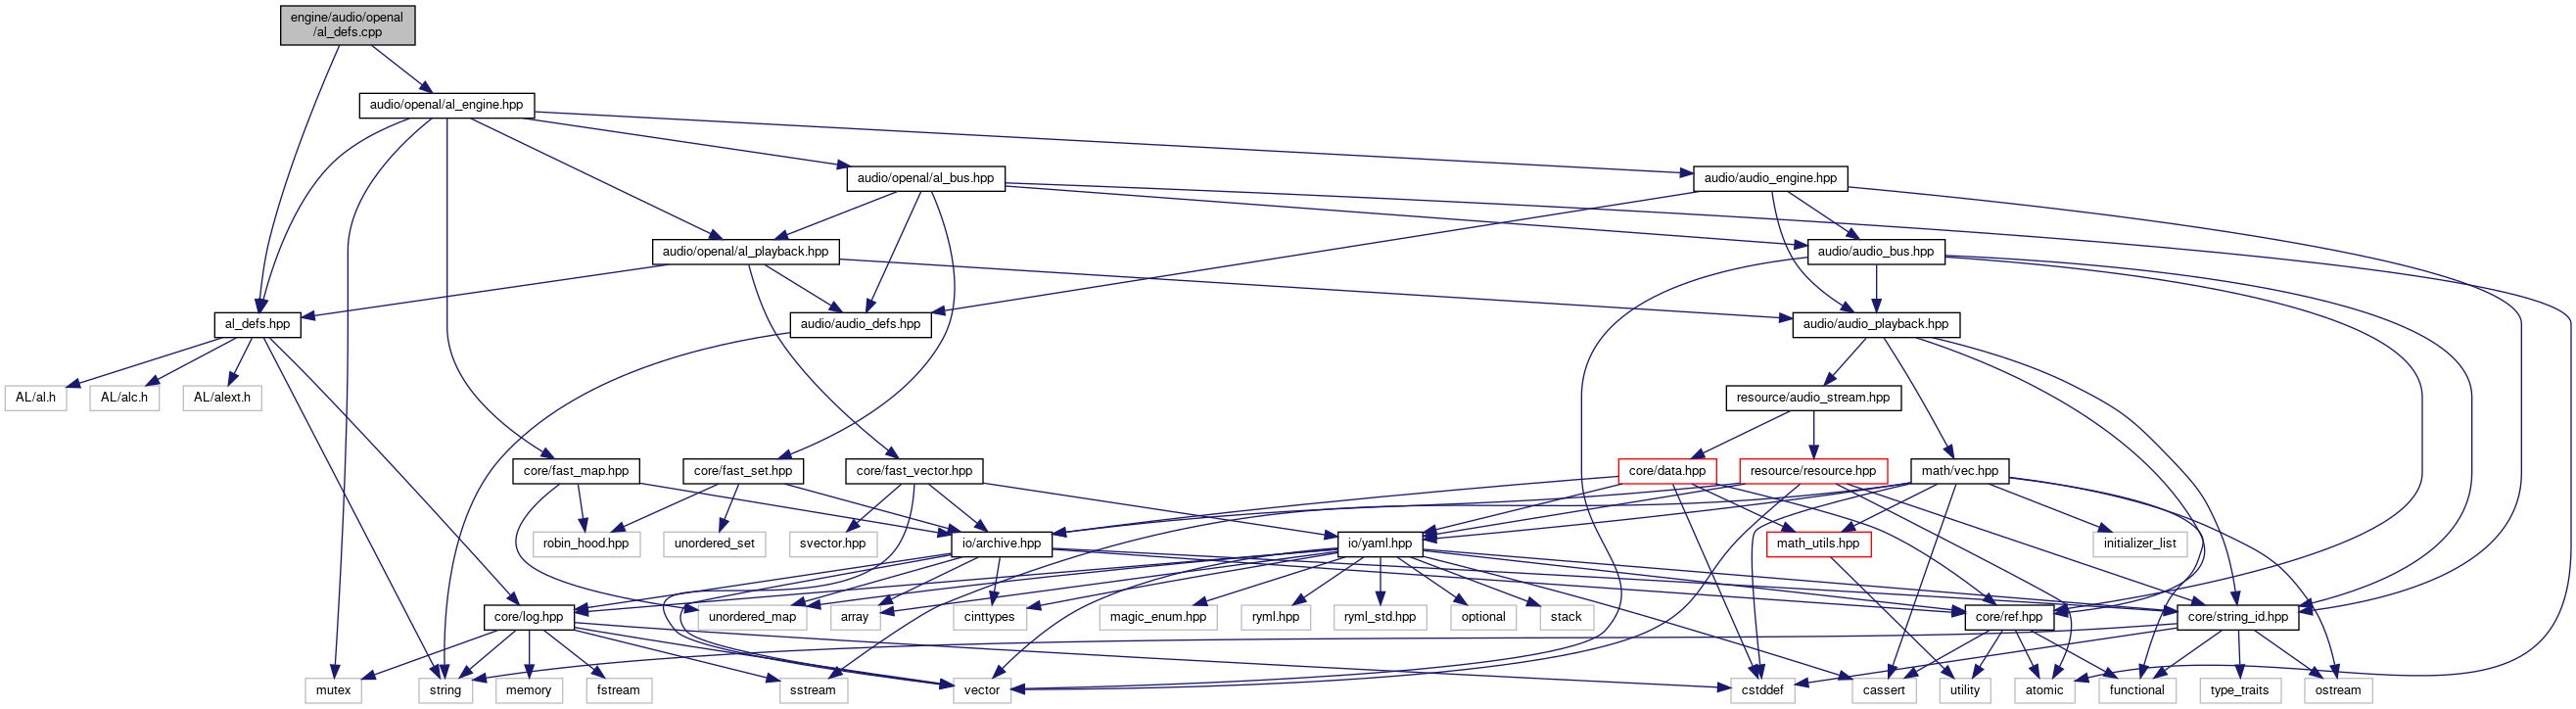 engine/audio/openal
/al_defs.cpp
audio/openal/al_engine.hpp
audio/openal/al_bus.hpp
audio/audio_engine.hpp
audio/openal/al_playback.hpp
audio/audio_bus.hpp
al_defs.hpp
audio/audio_defs.hpp
audio/audio_playback.hpp
AL/al.h
AL/alc.h
AL/alext.h
resource/audio_stream.hpp
core/fast_map.hpp
core/fast_set.hpp
core/fast_vector.hpp
core/data.hpp
resource/resource.hpp
math/vec.hpp
robin_hood.hpp
unordered_set
svector.hpp
io/archive.hpp
io/yaml.hpp
math_utils.hpp
initializer_list
core/log.hpp
unordered_map
array
cinttypes
magic_enum.hpp
ryml.hpp
ryml_std.hpp
optional
stack
core/ref.hpp
core/string_id.hpp
mutex
string
memory
fstream
sstream
vector
cstddef
cassert
utility
atomic
functional
type_traits
ostream